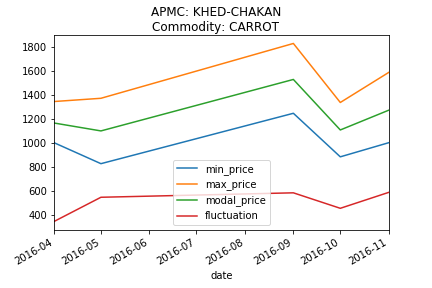 APMC: KHED-CHAKAN
Commodity: CARROT
1800
1600
1400
1200
1000
800
600
400
min_price
max_price
modal_price
fluctuation
2016-04
2016-05
2016-06
2016-07
2016-08
2016-09
2016-10
2016-11
date